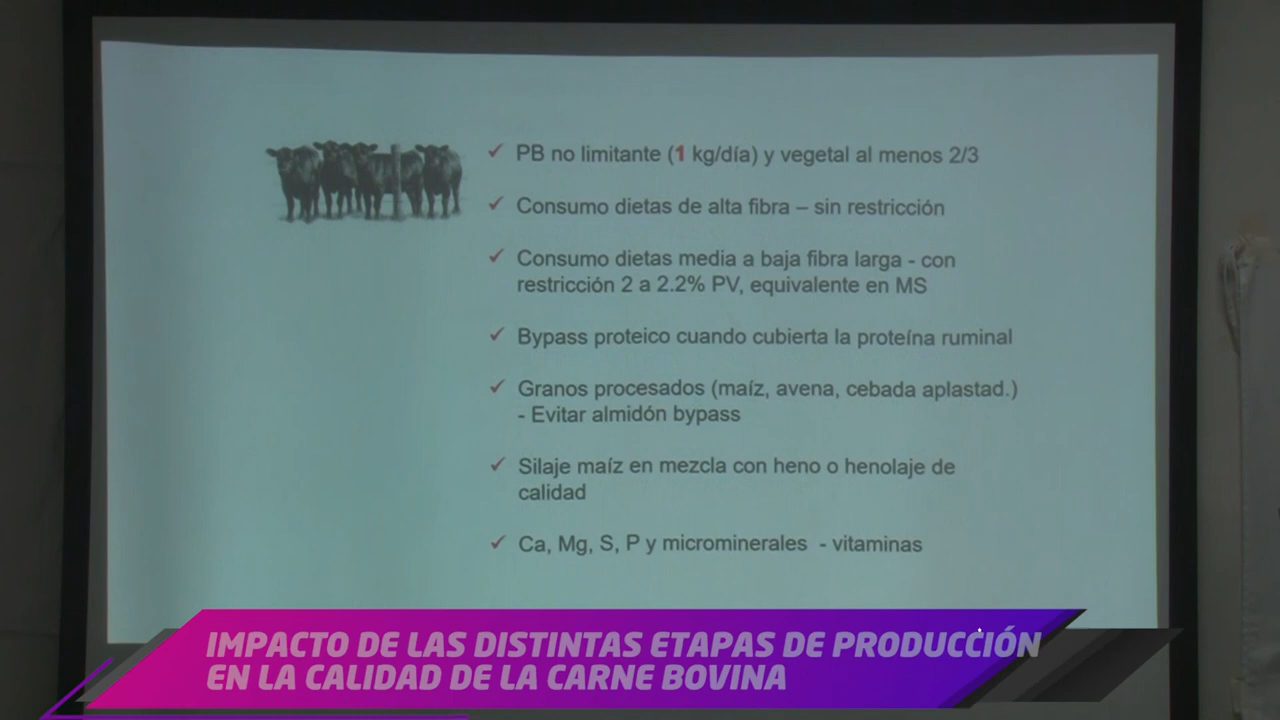 ✓ PB no limitante (1 kg/día) y vegetal al menos 2/3
✓ Consumo dietas de alta fibra – sin restricción
✓ Consumo dietas media a baja fibra larga - con
restricción 2 a 2.2% PV, equivalente en MS
✓ Bypass proteico cuando cubierta la proteína ruminal
✓ Granos procesados (maíz, avena, cebada aplastad.)
- Evitar almidón bypass
✓ Silaje maíz en mezcla con heno o henolaje de
calidad
✓ Ca, Mg, S, P y microminerales - vitaminas
IMPACTO DE LAS DISTINTAS ETAPAS DE PRODUCCIÓN
EN LA CALIDAD DE LA CARNE BOVINA